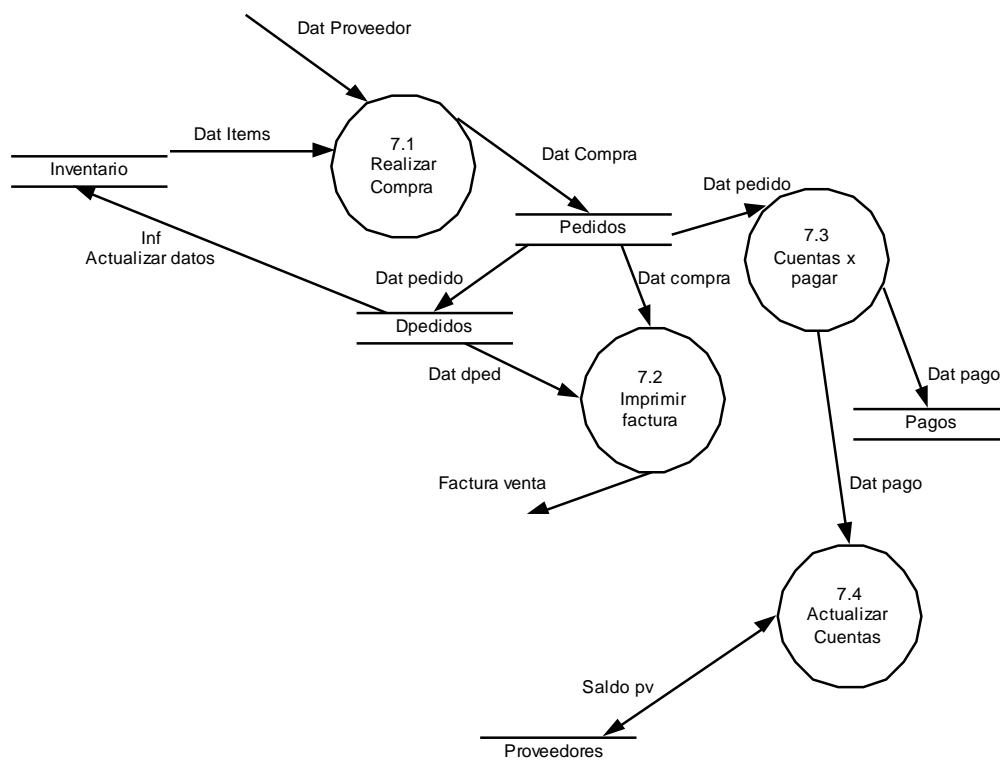 Dat Proveedor
Dat Items
7.1
Realizar
Compra
Inventario
Dat Compra
Dat pedido
Inf
Actualizar datos
Pedidos
7.3
Cuentas x
pagar
Dat pedido
Dat compra
Dpedidos
Dat dped
7.2
Imprimir
factura
Dat pago
Pagos
Factura venta
Dat pago
7.4
Actualizar
Cuentas
Saldo pv
Proveedores